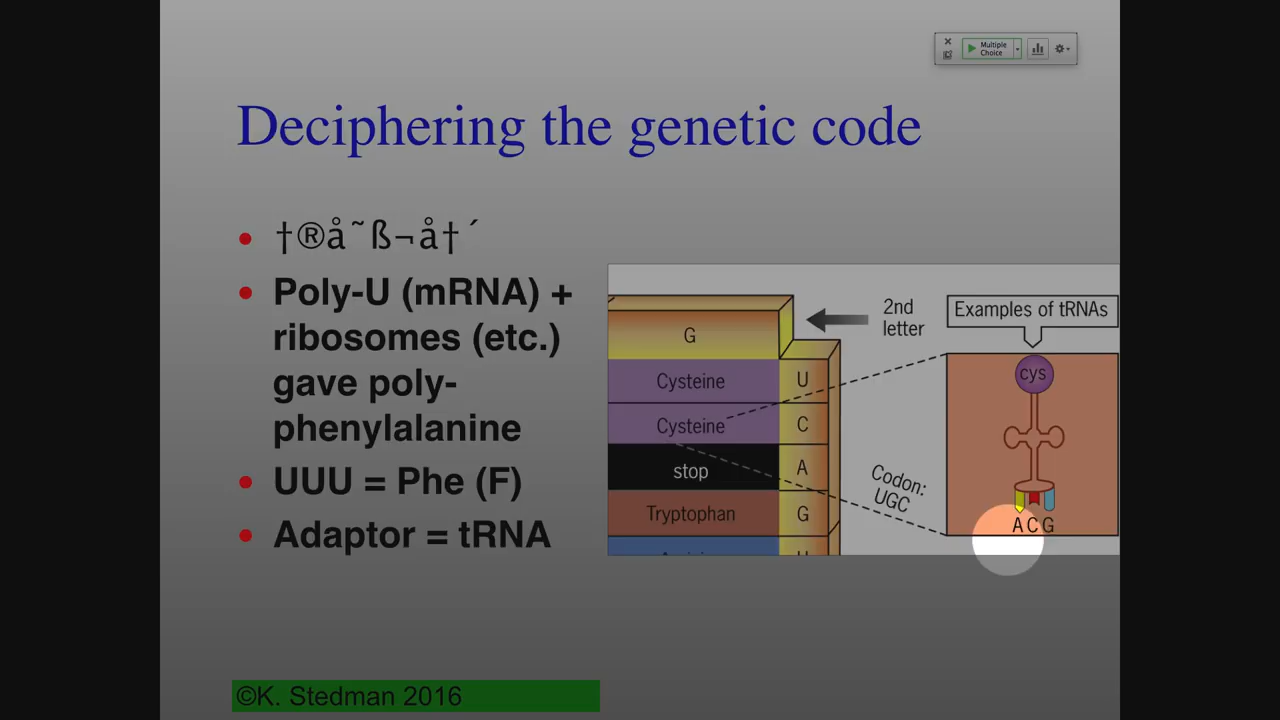 Multiple
Choice
Deciphering the genetic code
†®å˜ß¬å†´
Poly-U (mRNA) +
ribosomes (etc.)
gave poly-
phenylalanine
UUU = Phe (F)
Adaptor = tRNA
G
2nd
letter
Examples of tRNAs
Cysteine U
Cysteine C
stop A
Tryptophan G
cys
Codon:
UGC
ACG
©K. Stedman 2016